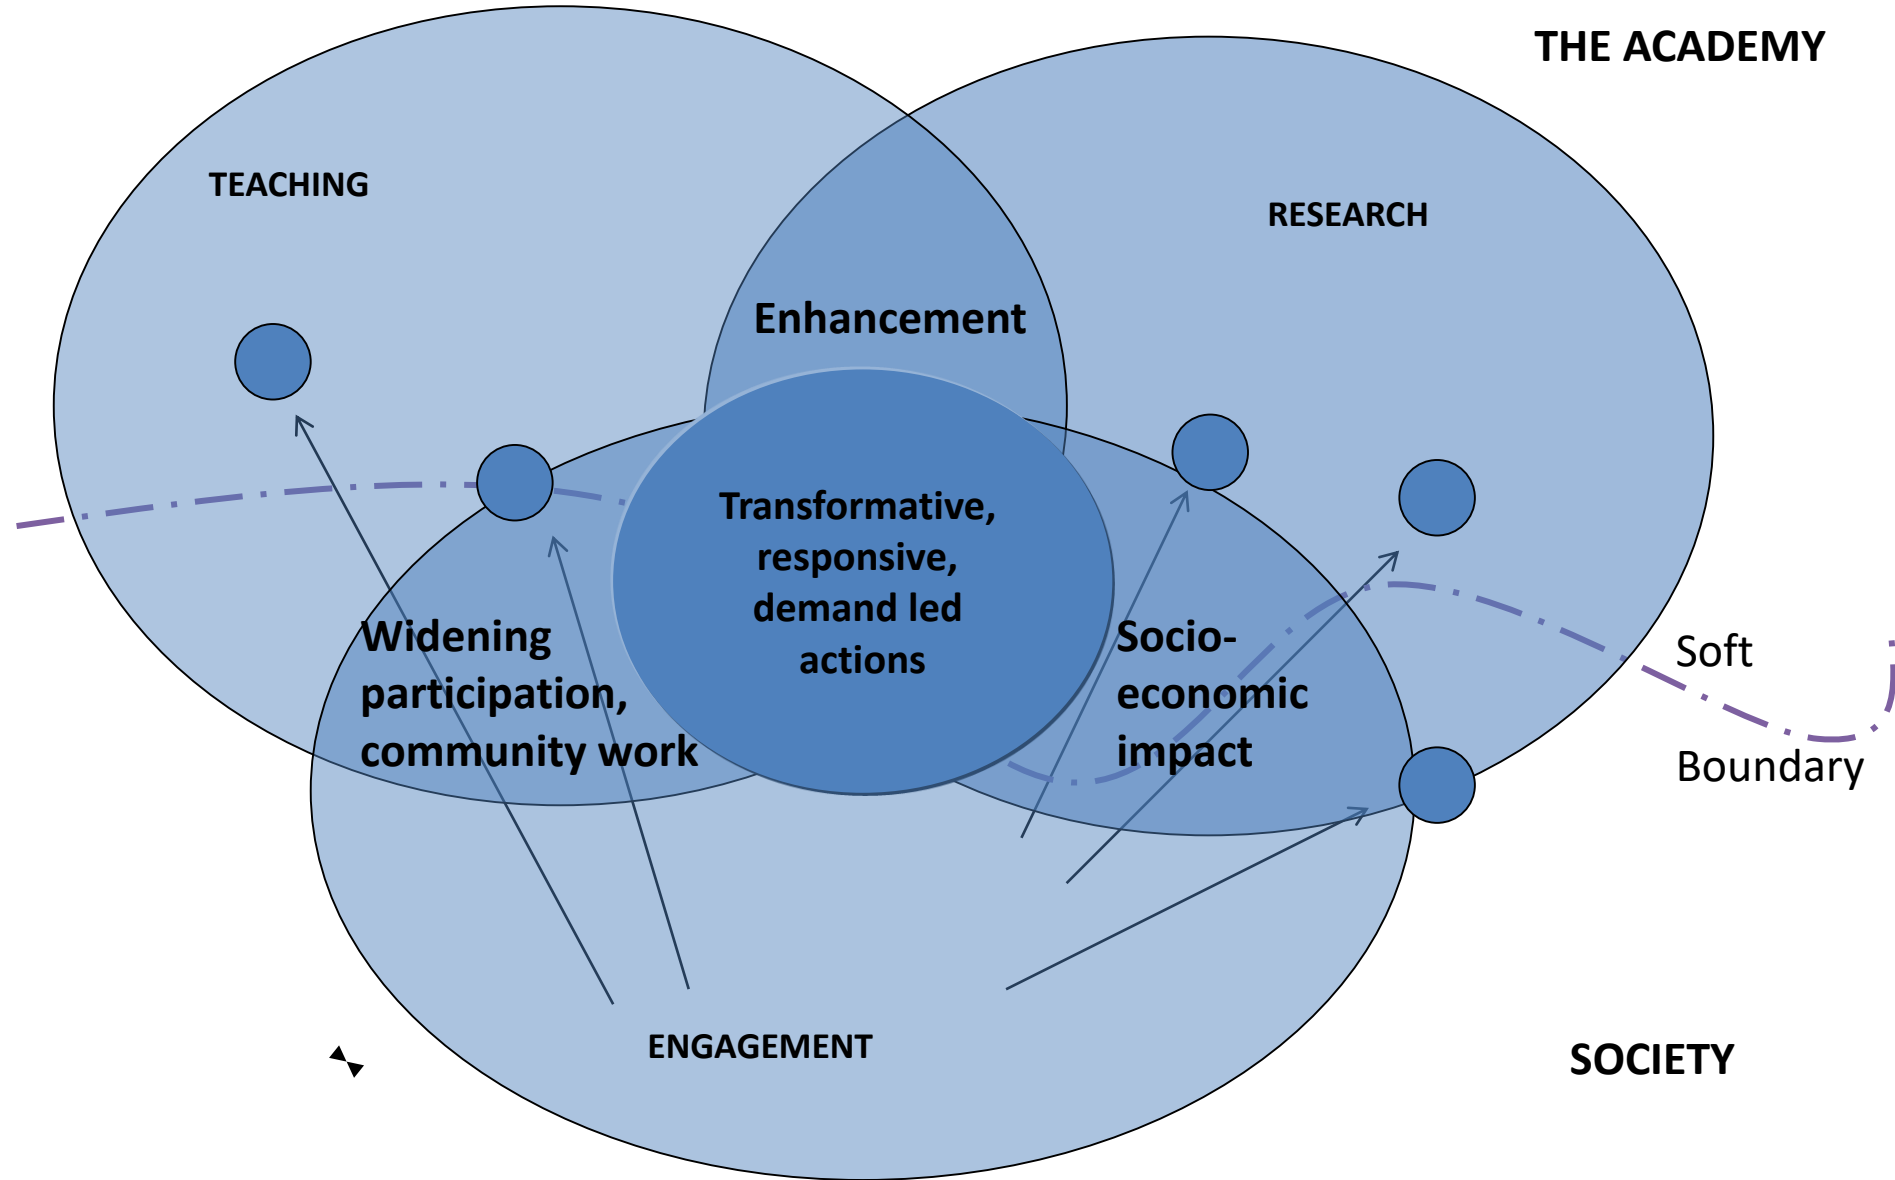 THE ACADEMY
TEACHING
RESEARCH
Enhancement
Transformative,
responsive,
demand led
actions
Widening
participation,
community work
Socio-
economic
impact
Soft
Boundary
ENGAGEMENT
SOCIETY